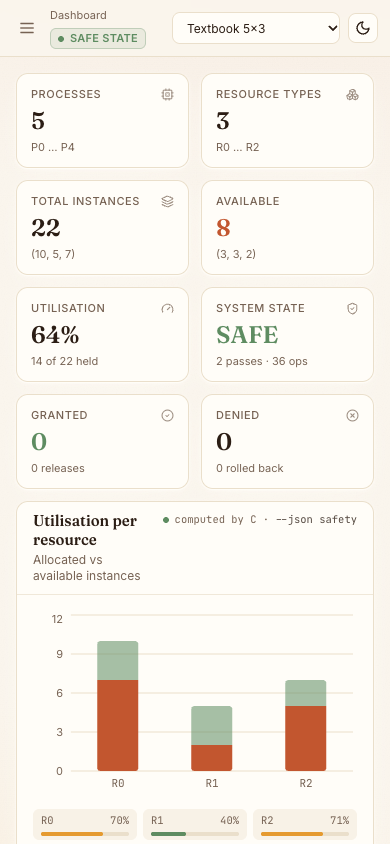 Dashboard
SAFE STATE
Textbook 5×3
PROCESSES
5
P0 … P4
RESOURCE TYPES
3
R0 … R2
TOTAL INSTANCES
22
(10, 5, 7)
AVAILABLE
8
(3, 3, 2)
UTILISATION
64%
14 of 22 held
SYSTEM STATE
SAFE
2 passes · 36 ops
GRANTED
0
0 releases
DENIED
0
0 rolled back
Utilisation per
resource
Allocated vs
available instances
computed by C · --json safety
12
9
6
3
0
R0 R1 R2
R0 70%
R1 40%
R2 71%